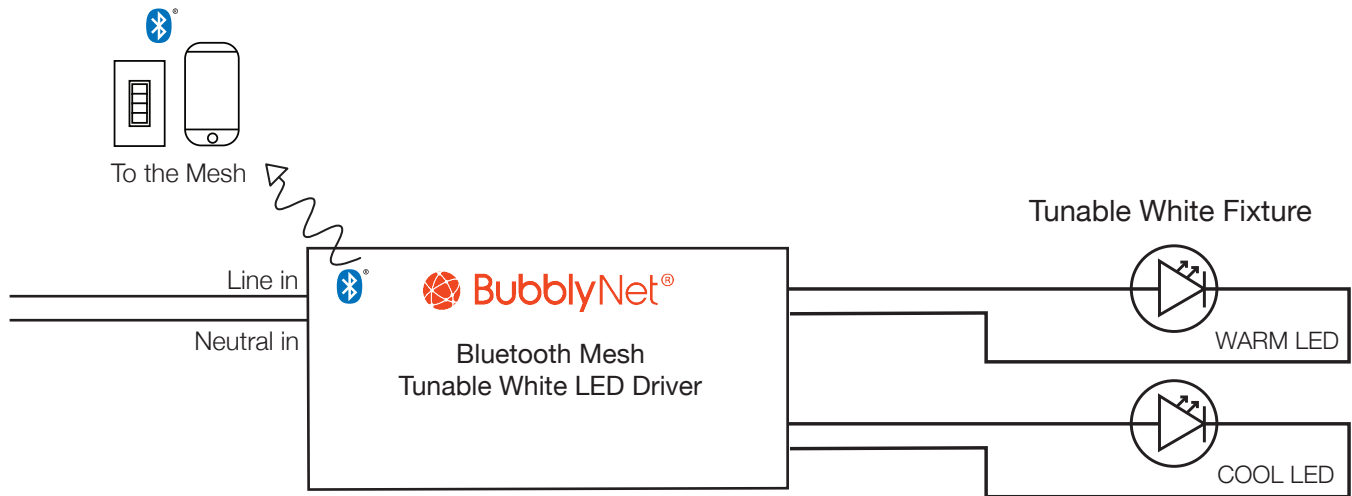 To the Mesh
Tunable White Fixture
Line in
BubblyNet®
Neutral in
WARM LED
Bluetooth Mesh
Tunable White LED Driver
COOL LED